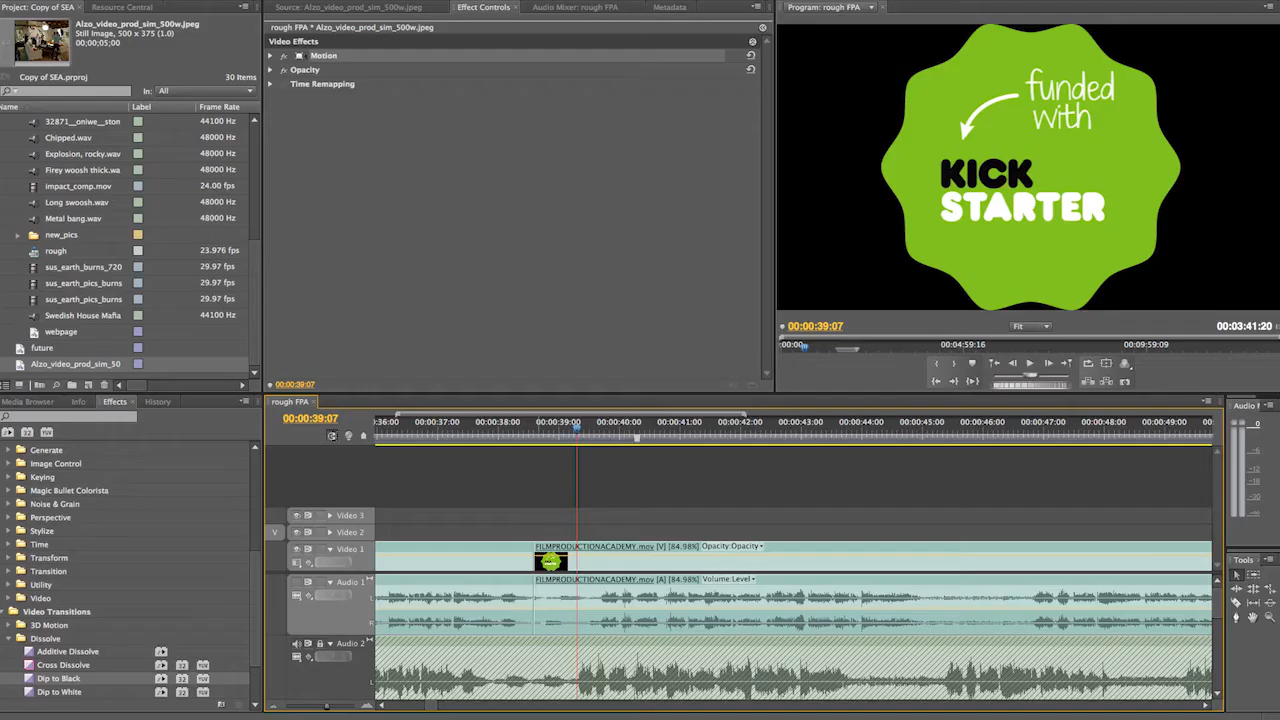 Project: Copy of SEA
Resource Central
Alzo_video_prod_sim_500w.jpeg
Still Image, 500 x 375 (1.0)
00;00;05;00
Copy of SEA.prproj
30 Items
In: All
Name
Label
Frame Rate
32871__oniwe__ston
44100 Hz
Chipped.wav
48000 Hz
Explosion, rocky.wav
48000 Hz
Firey woosh thick.wa
48000 Hz
impact_comp.mov
24.00 fps
Long swoosh.wav
48000 Hz
Metal bang.wav
48000 Hz
new_pics
rough
23.976 fps
sus_earth_burns_720
29.97 fps
sus_earth_pics_burns
29.97 fps
sus_earth_pics_burns
29.97 fps
Swedish House Mafia
44100 Hz
webpage
future
Alzo_video_prod_sim_50
Source: Alzo_video_prod_sim_500w.jpeg
Effect Controls
Audio Mixer: rough FPA
Metadata
rough FPA * Alzo_video_prod_sim_500w.jpeg
Video Effects
Motion
Opacity
Time Remapping
00:00:39:07
Program: rough FPA
funded
with
KICK
STARTER
00:00:39:07
Fit
00:03:41:20
:00:00
00:04:59:16
00:09:59:09
Media Browser
Info
Effects
History
Generate
Image Control
Keying
Magic Bullet Colorista
Noise & Grain
Perspective
Stylize
Time
Transform
Transition
Utility
Video
Video Transitions
3D Motion
Dissolve
Additive Dissolve
Cross Dissolve
Dip to Black
Dip to White
rough FPA
00:00:39:07
:36:00
00:00:37:00
00:00:38:00
00:00:39:00
00:00:40:00
00:00:41:00
00:00:42:00
00:00:43:00
00:00:44:00
00:00:45:00
00:00:46:00
00:00:47:00
00:00:48:00
00:00:49:00
00:
Video 3
V
Video 2
Video 1
FILMPRODUCTIONACADEMY.mov [V] [84.98%] Opacity:Opacity
Audio 1
FILMPRODUCTIONACADEMY.mov [A] [84.98%] Volume:Level
L
R
Audio 2
L
Audio
0
-6
-12
-18
-30
Tools